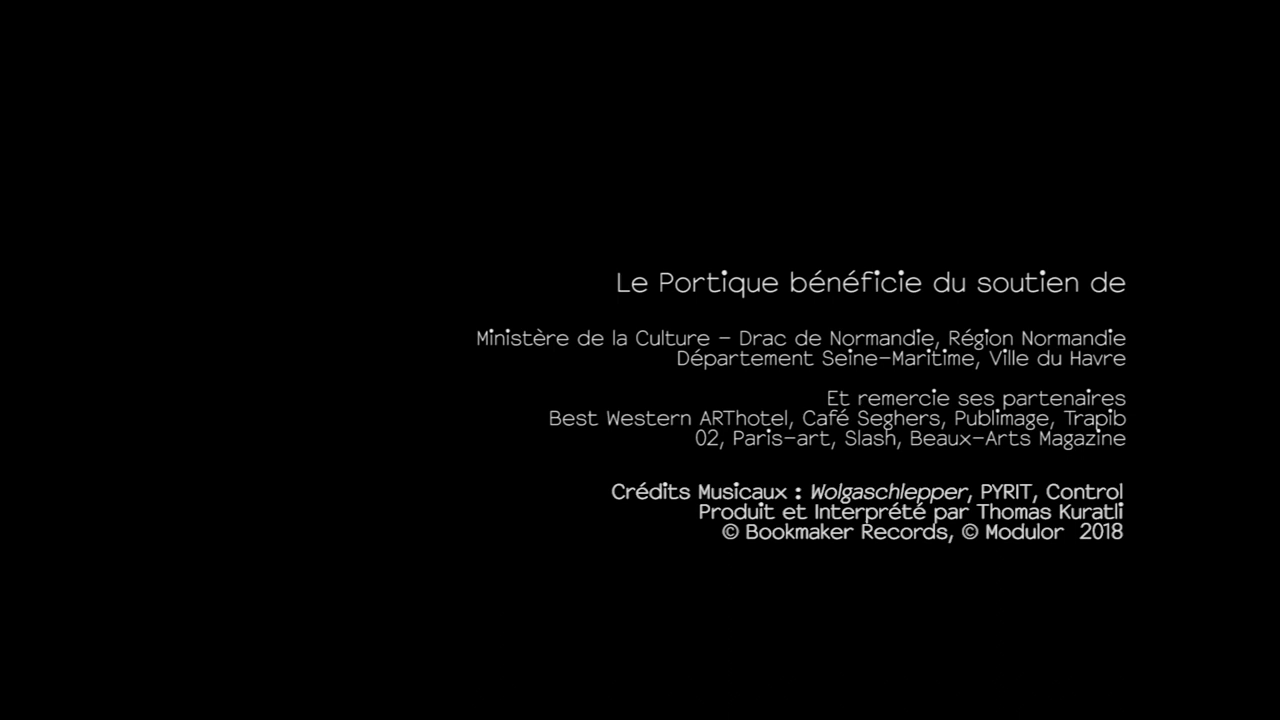 Le Portique bénéficie du soutien de
Ministère de la Culture – Drac de Normandie, Région Normandie
Département Seine-Maritime, Ville du Havre
Et remercie ses partenaires
Best Western ARThotel, Café Seghers, Publimage, Trapib
02, Paris-art, Slash, Beaux-Arts Magazine
Crédits Musicaux : Wolgaschlepper, PYRIT, Control
Produit et Interprété par Thomas Kuratli
© Bookmaker Records, © Modulor 2018